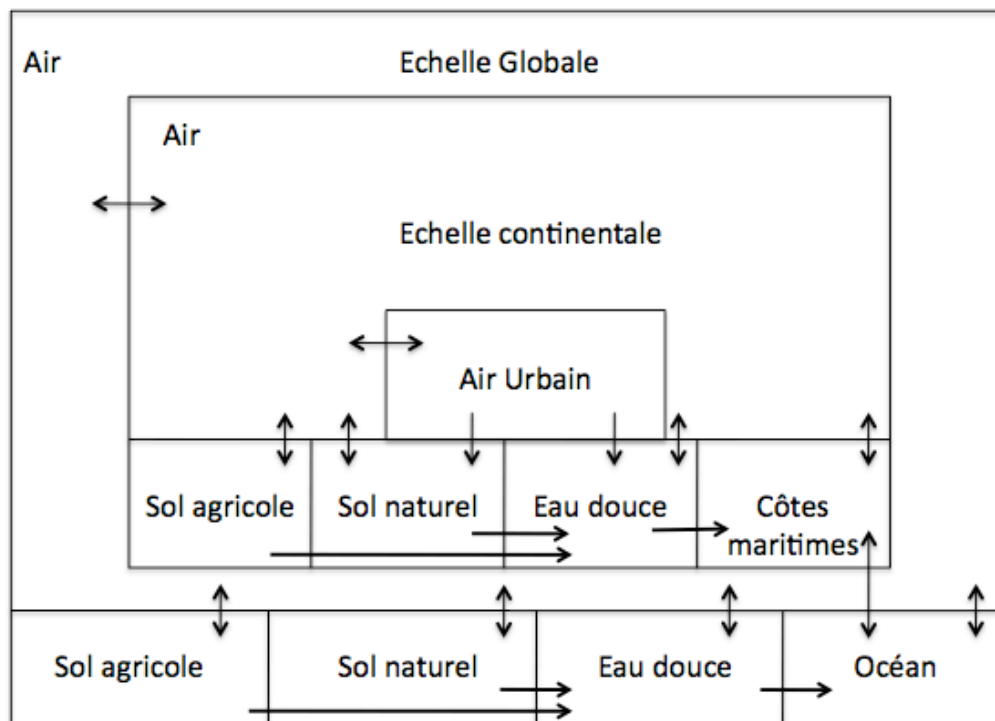 Air
Echelle Globale
Air
Echelle continentale
Air Urbain
Sol agricole
Sol naturel
Eau douce
Côtes
maritimes
Sol agricole
Sol naturel
Eau douce
Océan